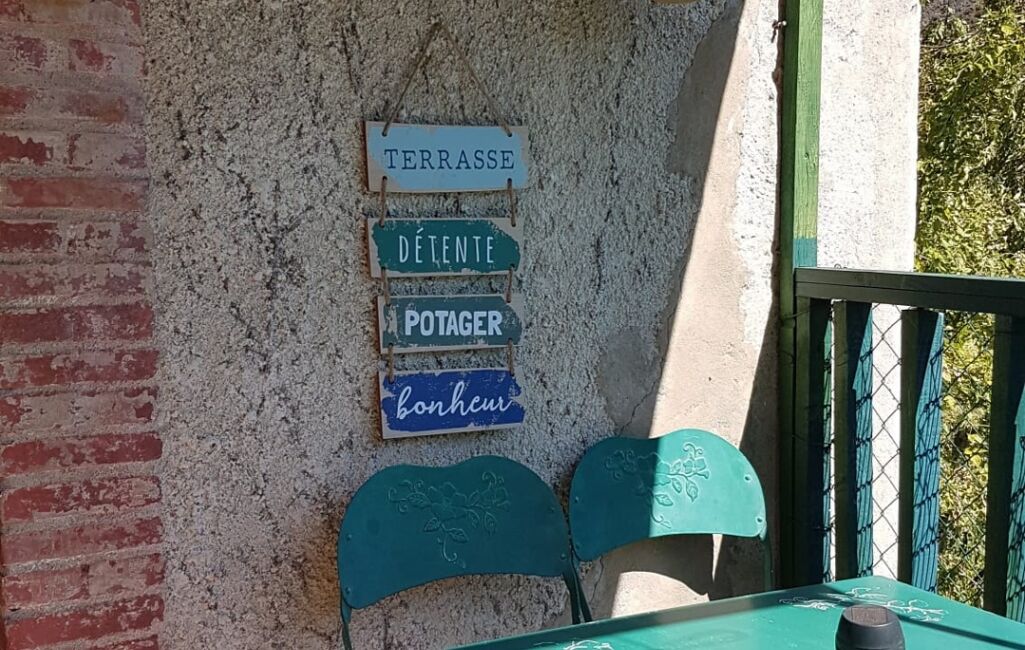 TERRASSE
DÉTENTE
POTAGER
bonheur